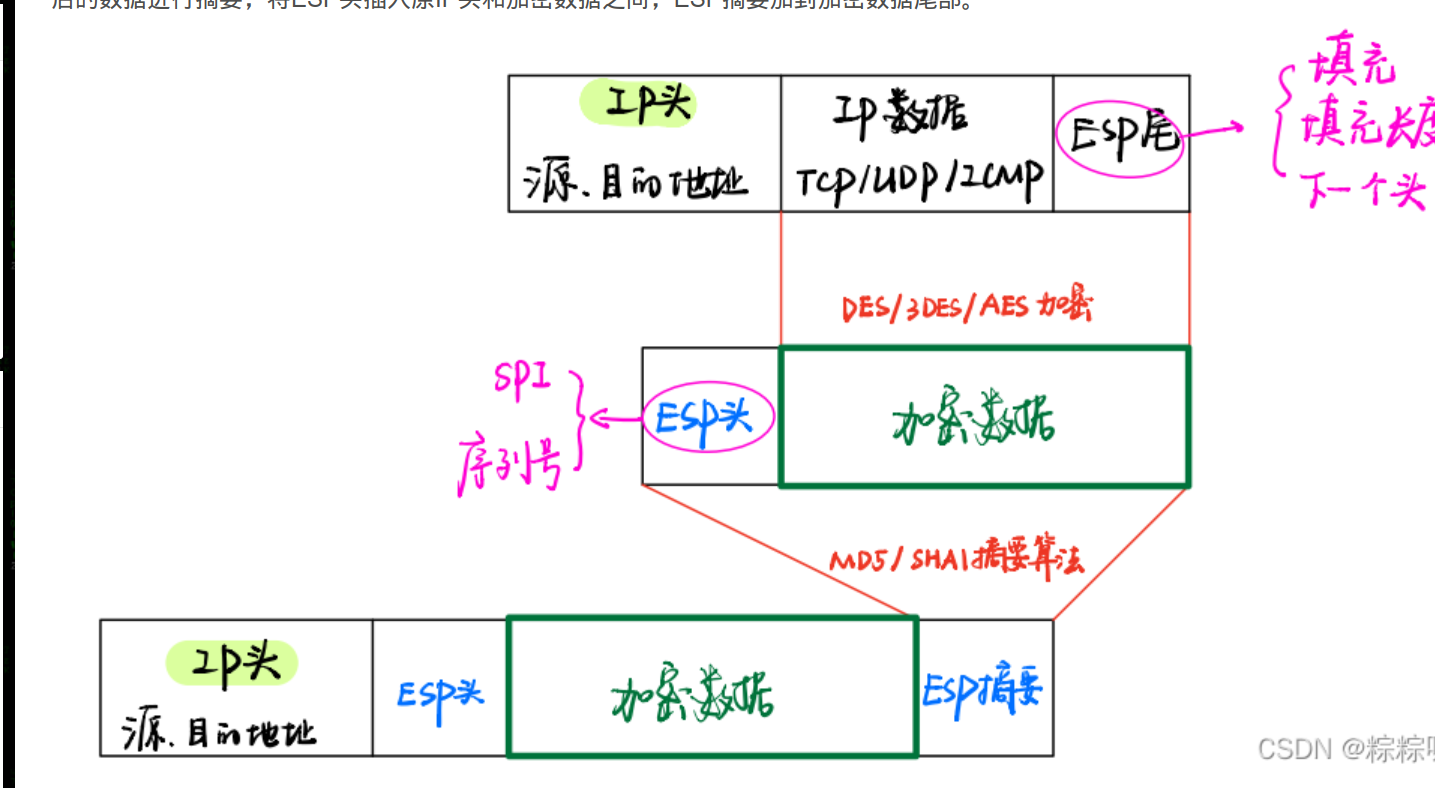 后的数据进行摘要，将ESP头插入原IP头和加密数据之间，ESP摘要加到加密数据尾部。
IP头
源、目的地址
IP数据
TCP/UDP/ICMP
ESP尾
填充
填充长度
下一个头
DES/3DES/AES加密
SPI
序列号
ESP头
加密数据
MD5/SHA1摘要算法
IP头
源、目的地址
ESP头
加密数据
ESP摘要
CSDN @粽粽